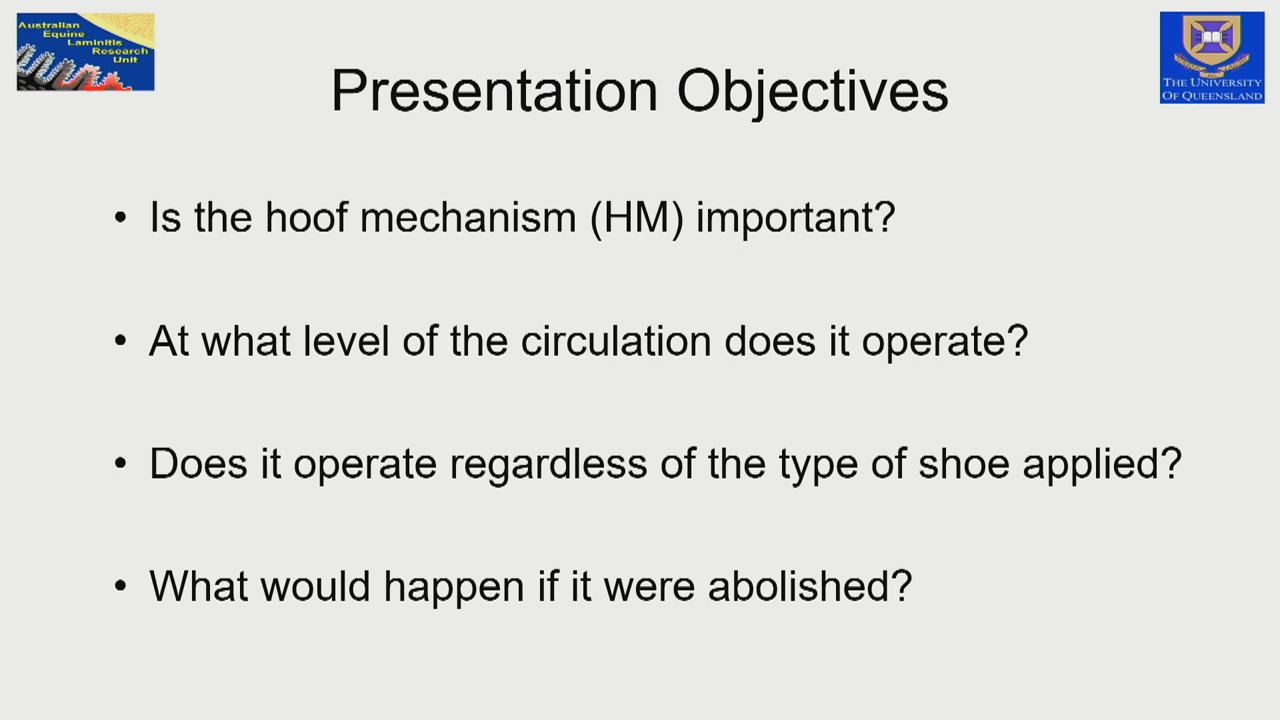 Australian
Equine
Laminitis
Research
Unit
THE UNIVERSITY
OF QUEENSLAND
Presentation Objectives
• Is the hoof mechanism (HM) important?
• At what level of the circulation does it operate?
• Does it operate regardless of the type of shoe applied?
• What would happen if it were abolished?